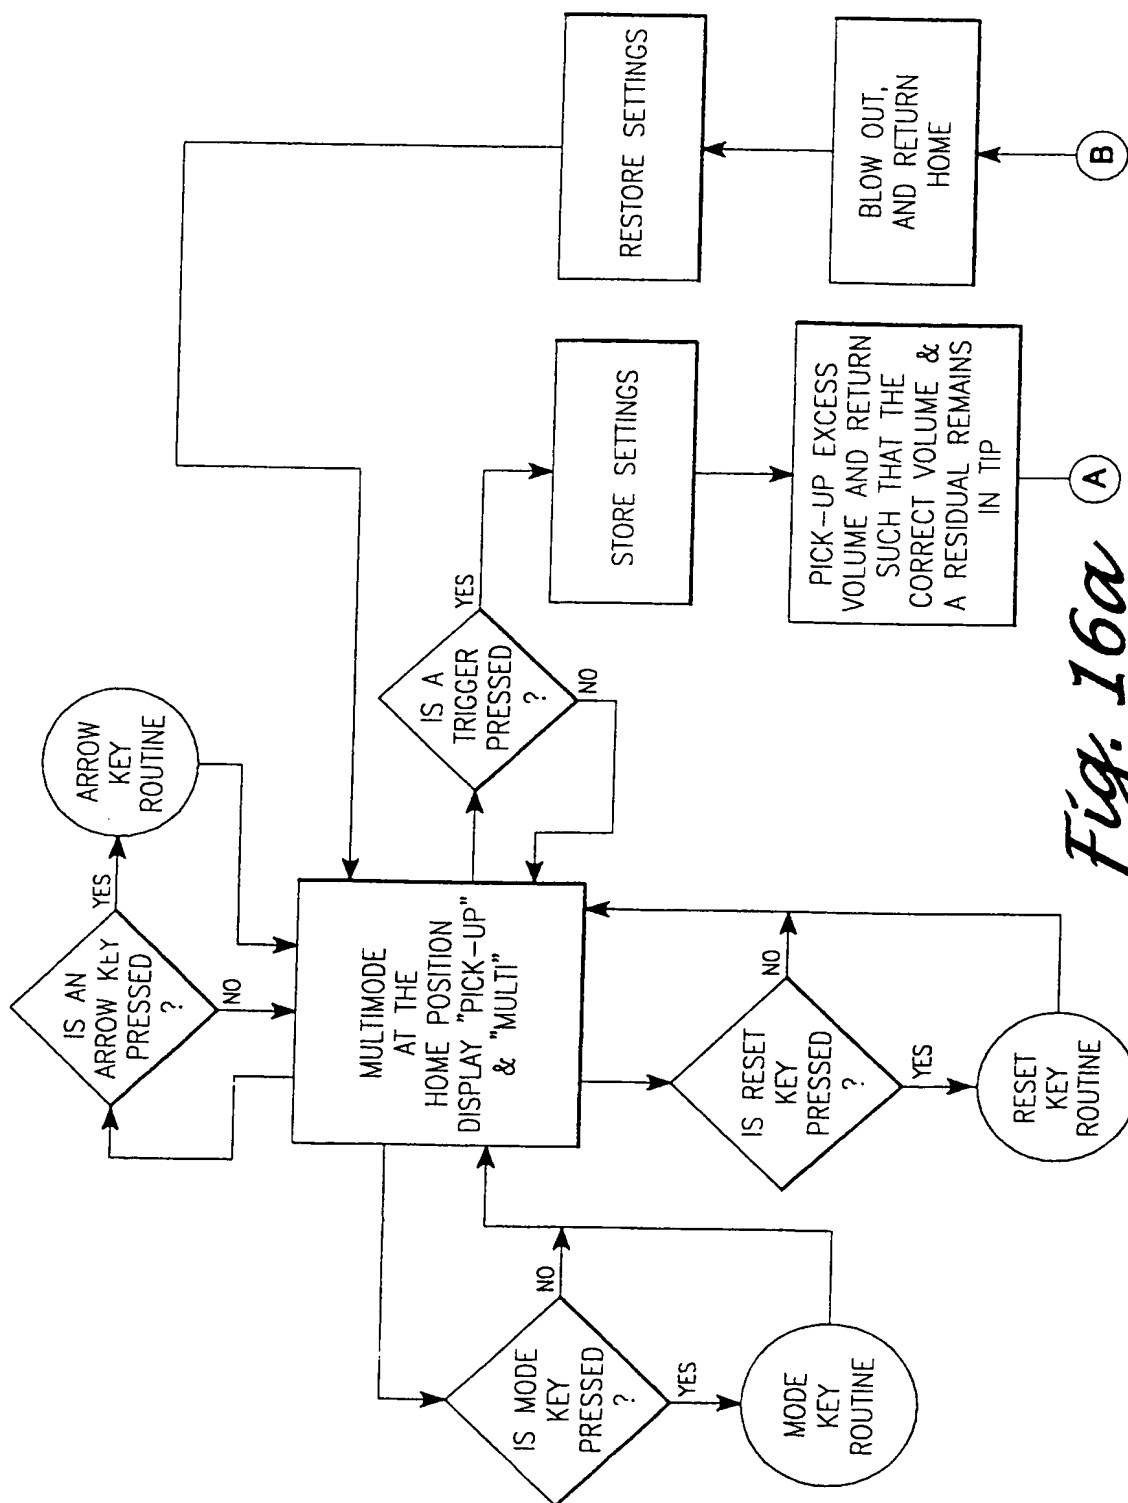 IS AN
ARROW KEY
PRESSED
?
YES
NO
ARROW
KEY
ROUTINE
MULTIMODE
AT THE
HOME POSITION
DISPLAY "PICK-UP"
& "MULTI"
IS MODE
KEY
PRESSED
?
NO
YES
MODE
KEY
ROUTINE
IS RESET
KEY
PRESSED
?
NO
YES
RESET
KEY
ROUTINE
IS A
TRIGGER
PRESSED
?
YES
NO
STORE SETTINGS
PICK-UP EXCESS
VOLUME AND RETURN
SUCH THAT THE
CORRECT VOLUME &
A RESIDUAL REMAINS
IN TIP
A
RESTORE SETTINGS
BLOW OUT,
AND RETURN
HOME
B
Fig. 16a